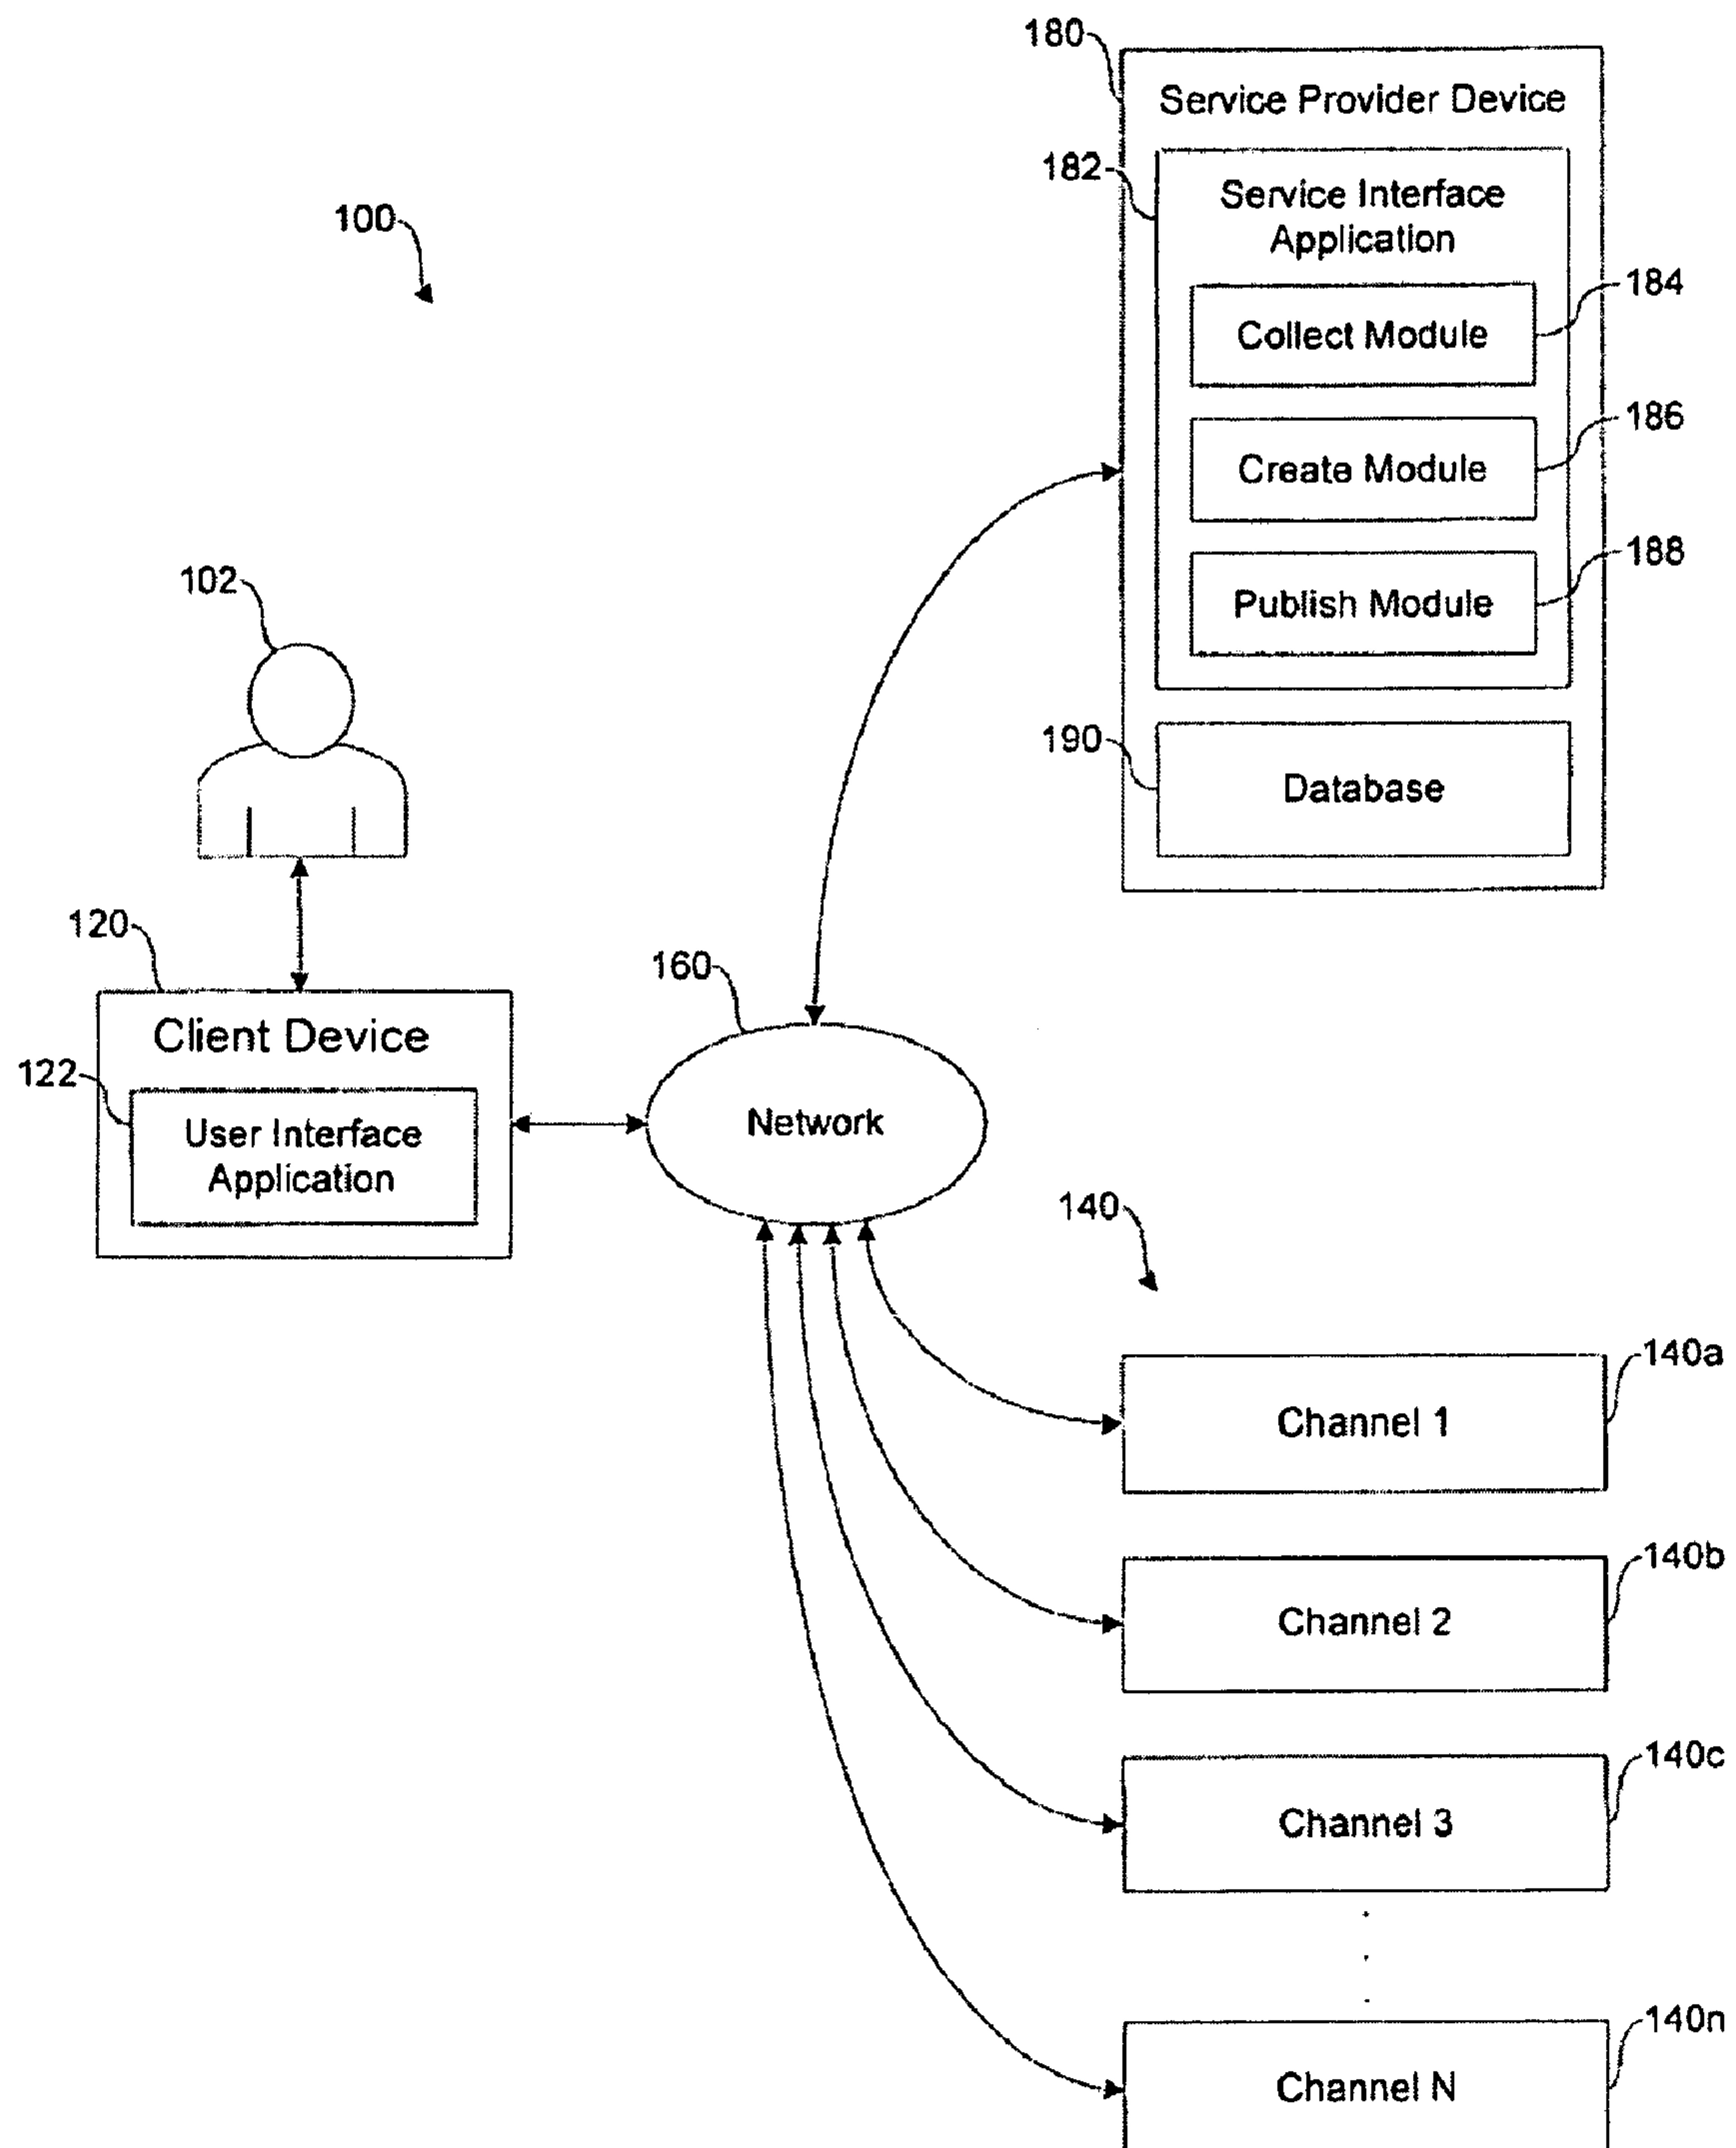 180
Service Provider Device
182
Service Interface
Application
100
184
Collect Module
186
Create Module
188
Publish Module
102
190
Database
120
160
Client Device
122
User Interface
Application
Network
140
140a
Channel 1
140b
Channel 2
140c
Channel 3
140n
Channel N